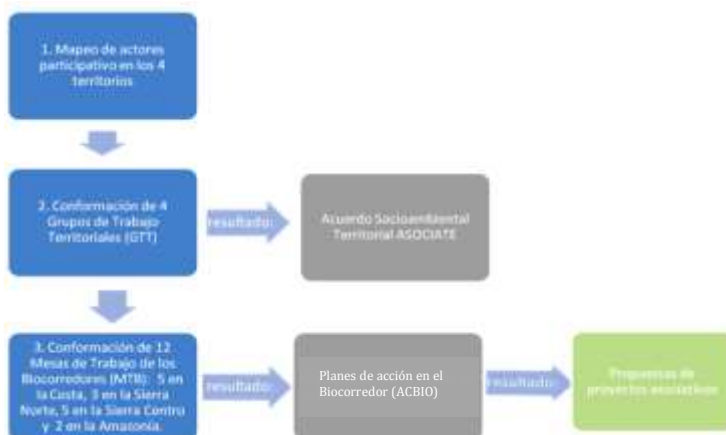 1. Mapeo de actores
participativo en los 4
territorios
2. Conformación de 4
Grupos de Trabajo
Territoriales (GTT)
resultado:
Acuerdo Socioambiental
Territorial ASOCIATE
3. Conformación de 12
Mesas de Trabajo de los
Biocorredores (MTB): 5 en
la Costa, 3 en la Sierra
Norte, 5 en la Sierra Centro
y 2 en la Amazonía.
resultado:
Planes de acción en el
Biocorredor (ACBIO)
resultado:
Propuestas de
proyectos asociativos